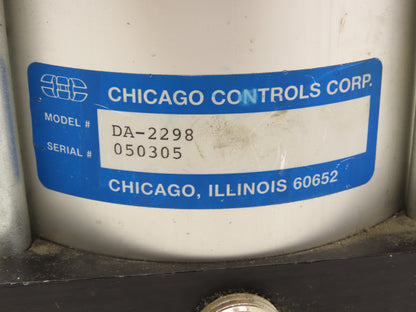 CHICAGO CONTROLS CORP.
MODEL # DA-2298
SERIAL # 050305
CHICAGO, ILLINOIS 60652